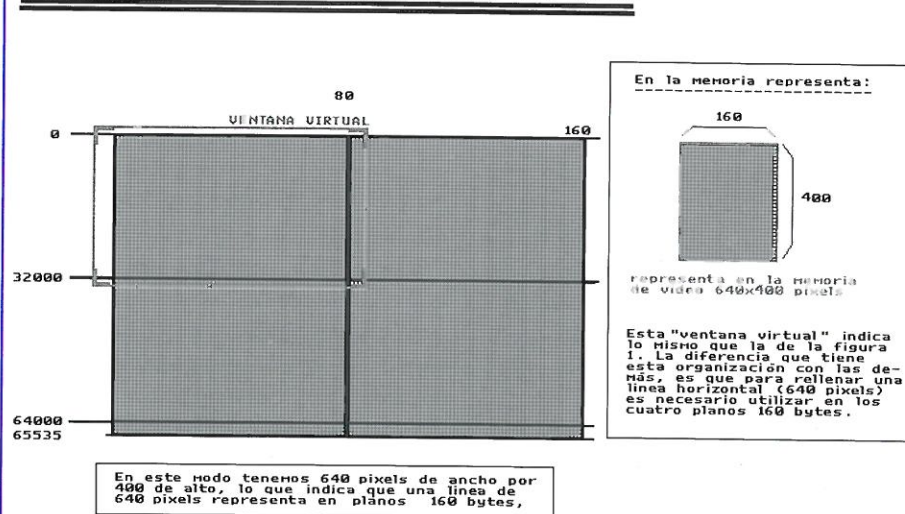 80
VENTANA VIRTUAL
0
160
32000
64000
65535
En este modo tenemos 640 pixels de ancho por
400 de alto, lo que indica que una linea de
640 pixels representa en planos 160 bytes,
En la memoria representa:
160
400
representa en la memoria
de video 640x400 pixels
Esta "ventana virtual" indica
lo mismo que la de la figura
1. La diferencia que tiene
esta organización con las de-
más, es que para rellenar una
linea horizontal (640 pixels)
es necesario utilizar en los
cuatro planos 160 bytes.